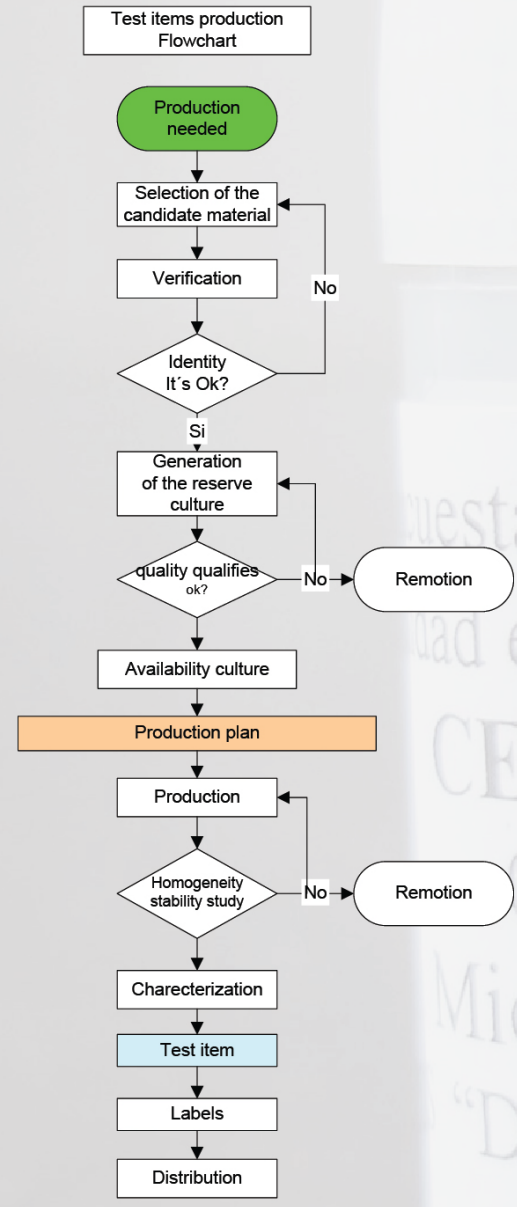 Test items production
Flowchart
Production
needed
Selection of the
candidate material
Verification
No
Identity
It´s Ok?
Si
Generation
of the reserve
culture
quality qualifies
ok?
No
Remotion
Availability culture
Production plan
Production
Homogeneity
stability study
No
Remotion
Charecterization
Test item
Labels
Distribution
CE